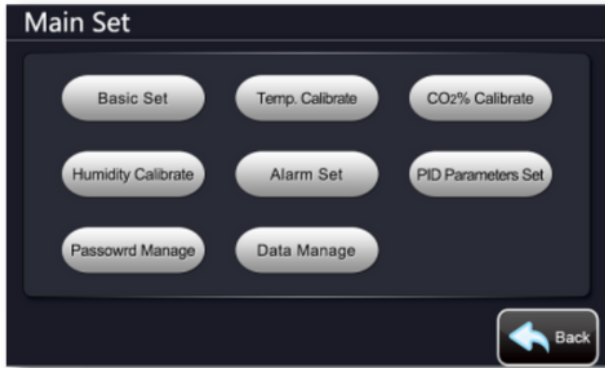 Main Set
Basic Set
Temp. Calibrate
CO2% Calibrate
Humidity Calibrate
Alarm Set
PID Parameters Set
Passowrd Manage
Data Manage
Back